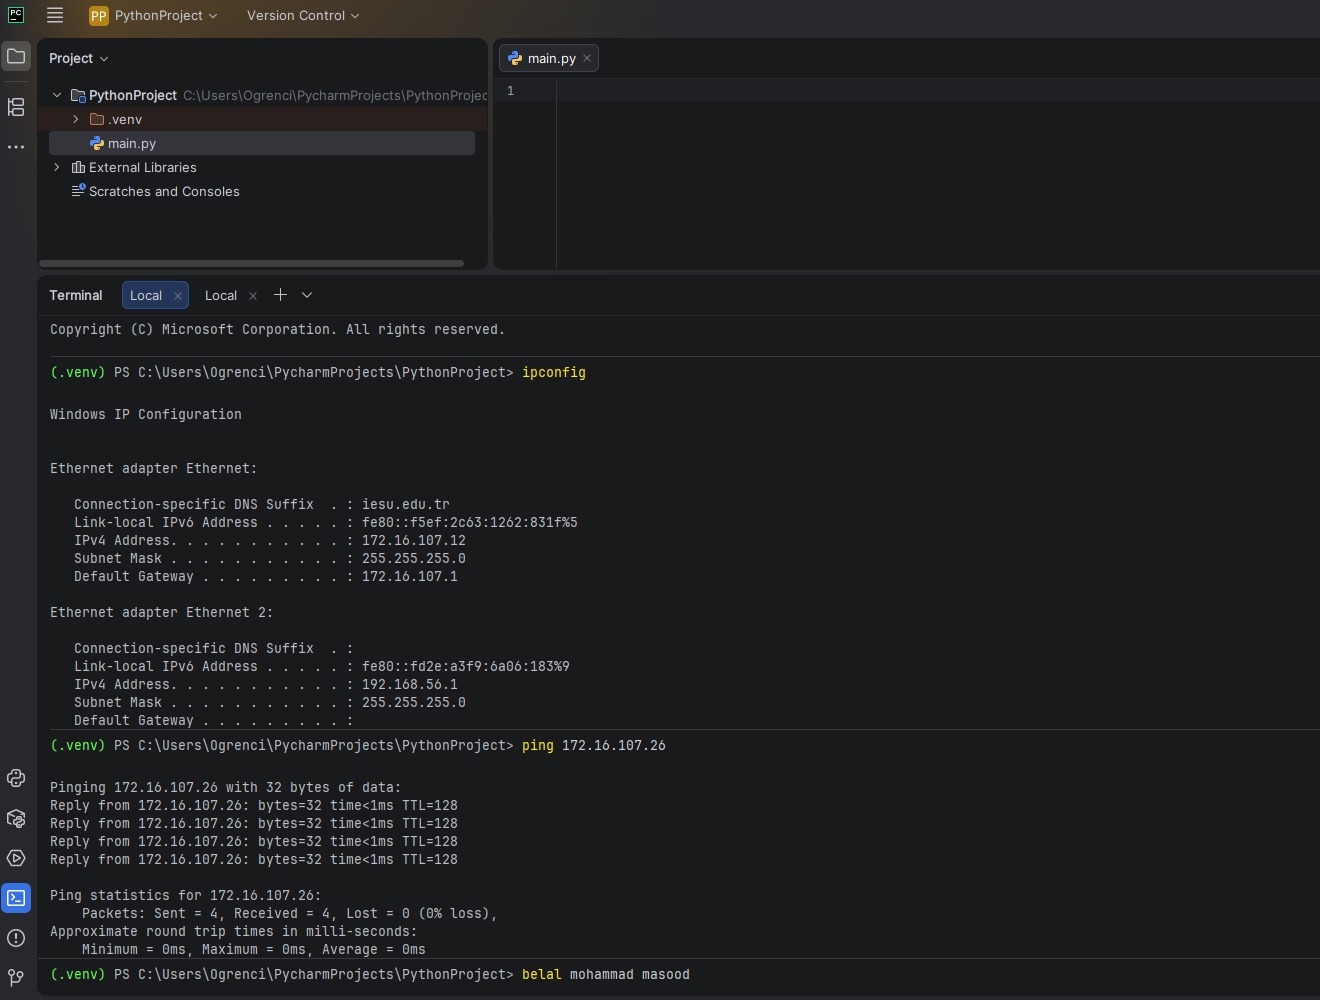 PC
PP PythonProject Version Control
Project
PythonProject C:\Users\Ogrenci\PycharmProjects\PythonProjec
.venv
main.py
External Libraries
Scratches and Consoles
main.py
1
Terminal Local Local
Copyright (C) Microsoft Corporation. All rights reserved.
(.venv) PS C:\Users\Ogrenci\PycharmProjects\PythonProject> ipconfig
Windows IP Configuration
Ethernet adapter Ethernet:
Connection-specific DNS Suffix  . : iesu.edu.tr
Link-local IPv6 Address . . . . . : fe80::f5ef:2c63:1262:831f%5
IPv4 Address. . . . . . . . . . . : 172.16.107.12
Subnet Mask . . . . . . . . . . . : 255.255.255.0
Default Gateway . . . . . . . . . : 172.16.107.1
Ethernet adapter Ethernet 2:
Connection-specific DNS Suffix  . :
Link-local IPv6 Address . . . . . : fe80::fd2e:a3f9:6a06:183%9
IPv4 Address. . . . . . . . . . . : 192.168.56.1
Subnet Mask . . . . . . . . . . . : 255.255.255.0
Default Gateway . . . . . . . . . :
(.venv) PS C:\Users\Ogrenci\PycharmProjects\PythonProject> ping 172.16.107.26
Pinging 172.16.107.26 with 32 bytes of data:
Reply from 172.16.107.26: bytes=32 time<1ms TTL=128
Reply from 172.16.107.26: bytes=32 time<1ms TTL=128
Reply from 172.16.107.26: bytes=32 time<1ms TTL=128
Reply from 172.16.107.26: bytes=32 time<1ms TTL=128
Ping statistics for 172.16.107.26:
Packets: Sent = 4, Received = 4, Lost = 0 (0% loss),
Approximate round trip times in milli-seconds:
Minimum = 0ms, Maximum = 0ms, Average = 0ms
(.venv) PS C:\Users\Ogrenci\PycharmProjects\PythonProject> belal mohammad masood